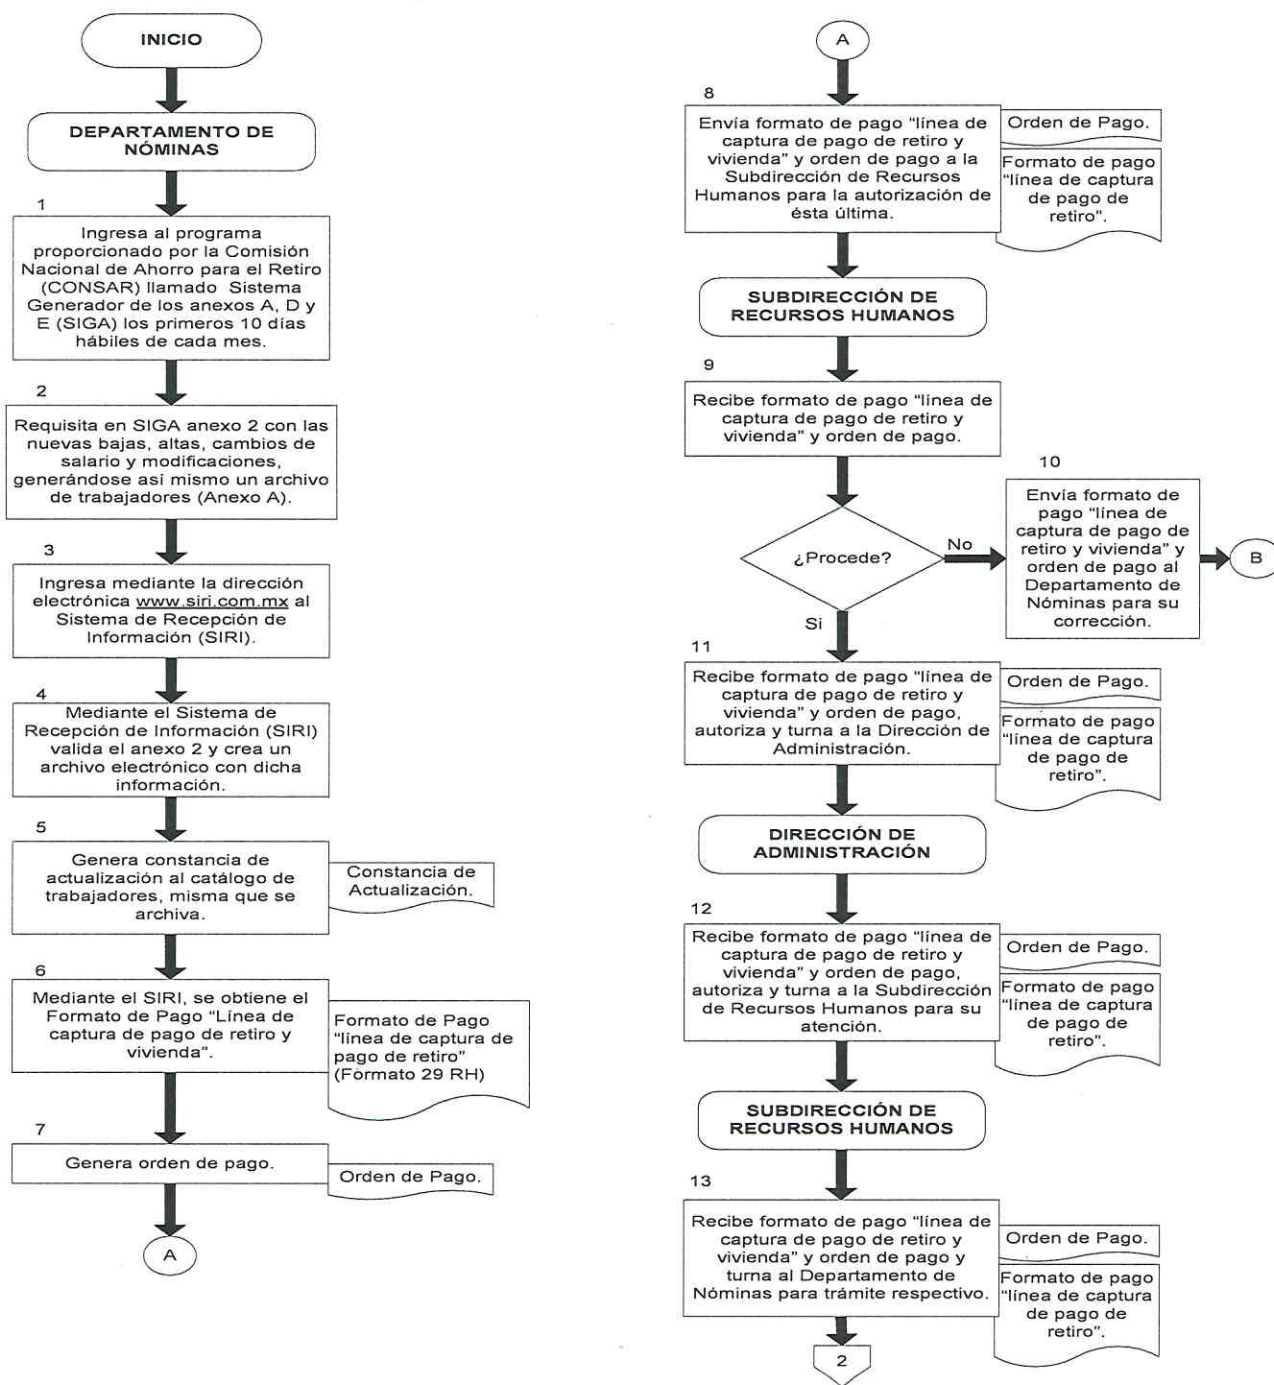 INICIO
DEPARTAMENTO DE
NÓMINAS
1
Ingresa al programa
proporcionado por la Comisión
Nacional de Ahorro para el Retiro
(CONSAR) llamado Sistema
Generador de los anexos A, D y
E (SIGA) los primeros 10 días
hábiles de cada mes.
2
Requisita en SIGA anexo 2 con las
nuevas bajas, altas, cambios de
salario y modificaciones,
generándose así mismo un archivo
de trabajadores (Anexo A).
3
Ingresa mediante la dirección
electrónica www.siri.com.mx al
Sistema de Recepción de
Información (SIRI).
4
Mediante el Sistema de
Recepción de Información (SIRI)
valida el anexo 2 y crea un
archivo electrónico con dicha
información.
5
Genera constancia de
actualización al catálogo de
trabajadores, misma que se
archiva.
Constancia de
Actualización.
6
Mediante el SIRI, se obtiene el
Formato de Pago "Línea de
captura de pago de retiro y
vivienda".
Formato de Pago
"línea de captura de
pago de retiro"
(Formato 29 RH)
7
Genera orden de pago.
Orden de Pago.
A
A
8
Envía formato de pago "línea de
captura de pago de retiro y
vivienda" y orden de pago a la
Subdirección de Recursos
Humanos para la autorización de
ésta última.
Orden de Pago.
Formato de pago
"línea de captura
de pago de
retiro".
SUBDIRECCIÓN DE
RECURSOS HUMANOS
9
Recibe formato de pago "línea de
captura de pago de retiro y
vivienda" y orden de pago.
¿Procede?
No
10
Envía formato de
pago "línea de
captura de pago de
retiro y vivienda" y
orden de pago al
Departamento de
Nóminas para su
corrección.
B
Si
11
Recibe formato de pago "línea de
captura de pago de retiro y
vivienda" y orden de pago,
autoriza y turna a la Dirección de
Administración.
Orden de Pago.
Formato de pago
"línea de captura
de pago de
retiro".
DIRECCIÓN DE
ADMINISTRACIÓN
12
Recibe formato de pago "línea de
captura de pago de retiro y
vivienda" y orden de pago,
autoriza y turna a la Subdirección
de Recursos Humanos para su
atención.
Orden de Pago.
Formato de pago
"línea de captura
de pago de
retiro".
SUBDIRECCIÓN DE
RECURSOS HUMANOS
13
Recibe formato de pago "línea de
captura de pago de retiro y
vivienda" y orden de pago y
turna al Departamento de
Nóminas para trámite respectivo.
Orden de Pago.
Formato de pago
"línea de captura
de pago de
retiro".
2